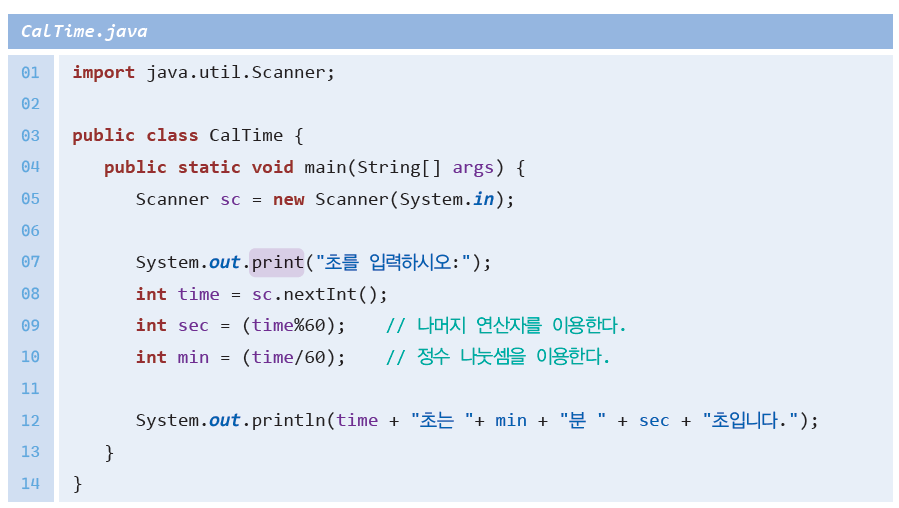 CalTime.java
01 import java.util.Scanner;
02
03 public class CalTime {
04    public static void main(String[] args) {
05       Scanner sc = new Scanner(System.in);
06
07       System.out.print("초를 입력하시오:");
08       int time = sc.nextInt();
09       int sec = (time%60);    // 나머지 연산자를 이용한다.
10       int min = (time/60);    // 정수 나눗셈을 이용한다.
11
12       System.out.println(time + "초는 "+ min + "분 " + sec + "초입니다.");
13    }
14 }